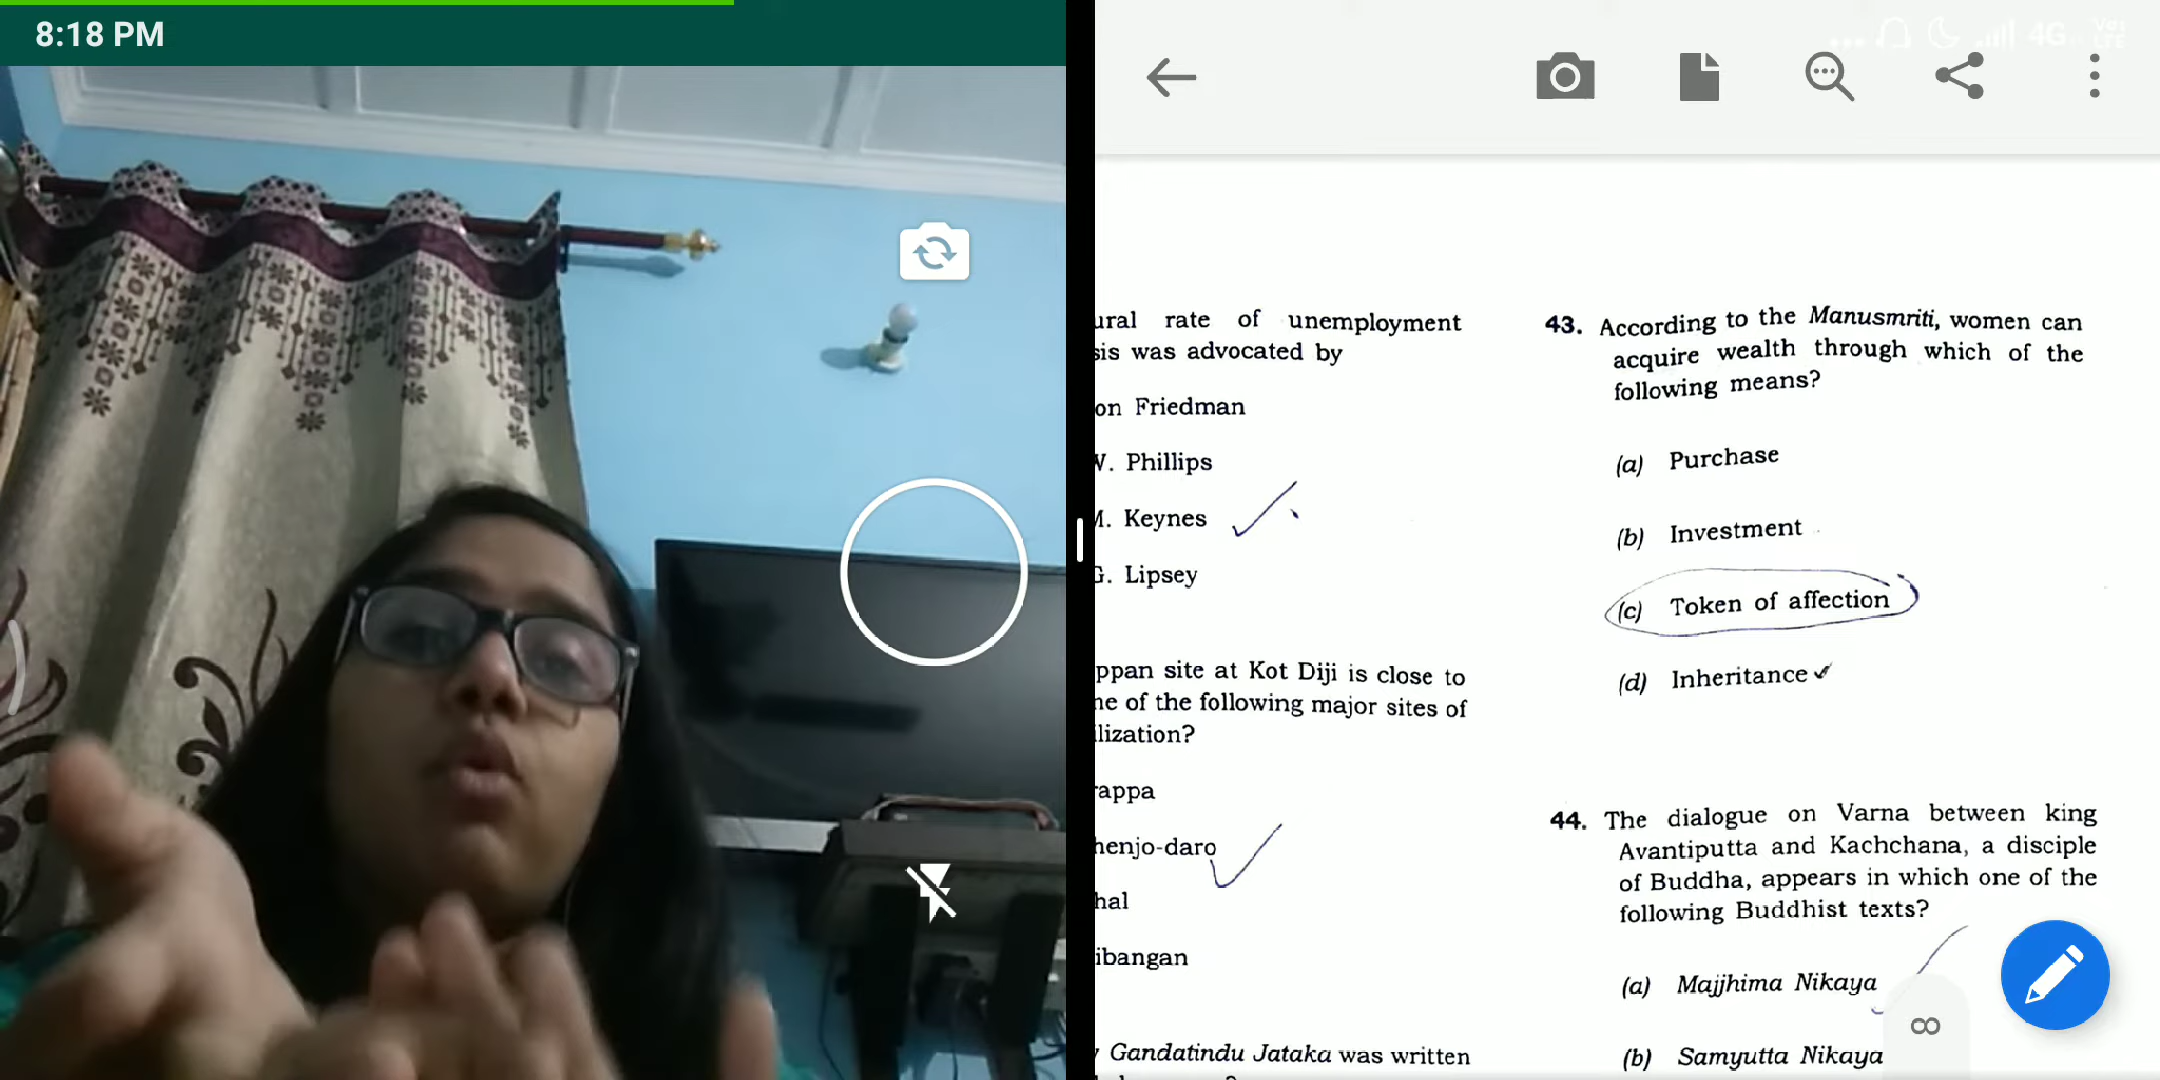 8:18 PM
4G
ural rate of unemployment
sis was advocated by
on Friedman
W. Phillips
M. Keynes
G. Lipsey
ppan site at Kot Diji is close to
ne of the following major sites of
lization?
rappa
henjo-daro
hal
ibangan
Gandatindu Jataka was written
43. According to the Manusmriti, women can
acquire wealth through which of the
following means?
(a) Purchase
(b) Investment
(c) Token of affection
(d) Inheritance
44. The dialogue on Varna between king
Avantiputta and Kachchana, a disciple
of Buddha, appears in which one of the
following Buddhist texts?
(a) Majjhima Nikaya
(b) Samyutta Nikaya